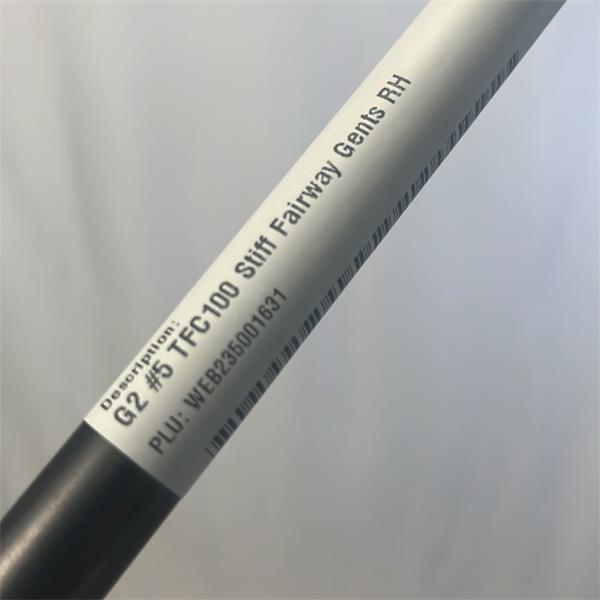 Description:
G2 #5 TFC100 Stiff Fairway Gents RH
PLU: WEB235001631